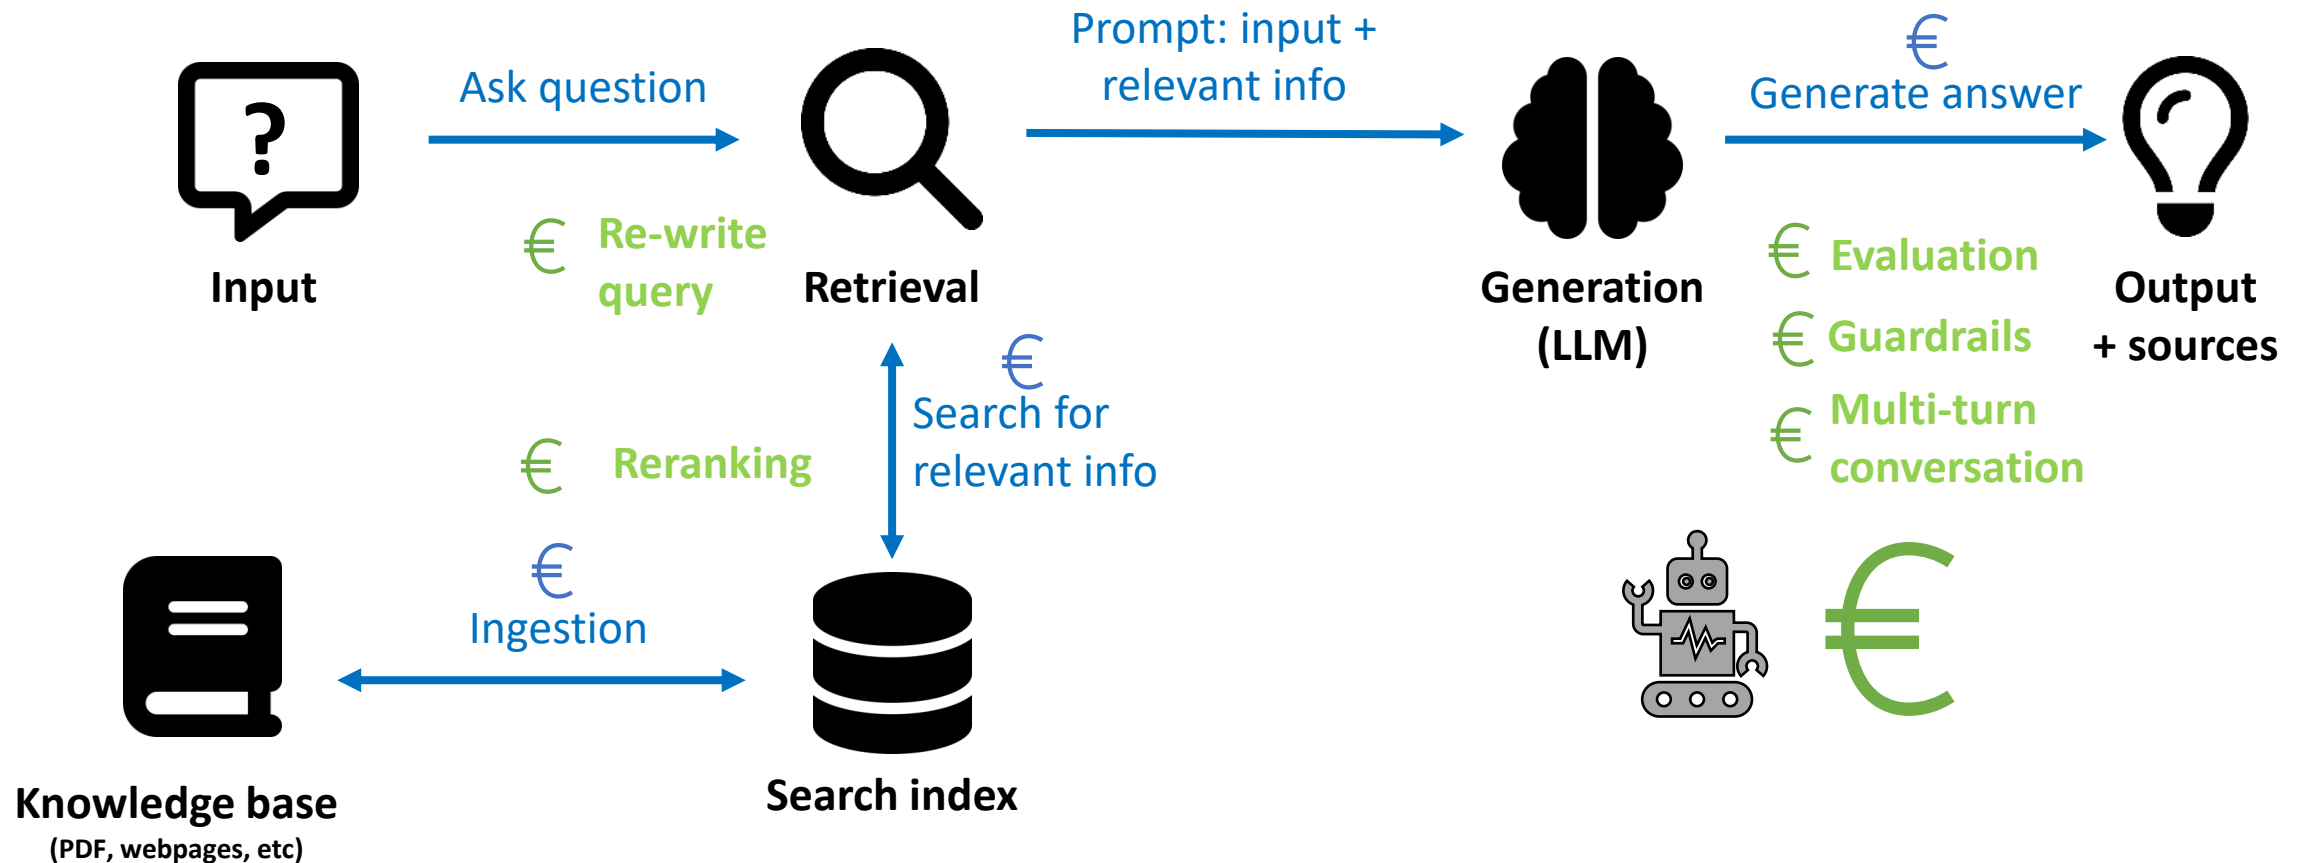 Ask question
Prompt: input +
relevant info
€
Generate answer
?
€ Re-write
query
Input
Retrieval
Generation
(LLM)
€ Evaluation
€ Guardrails
€ Multi-turn
conversation
Output
+ sources
€
Search for
relevant info
€ Reranking
€
Ingestion
€
Search index
Knowledge base
(PDF, webpages, etc)